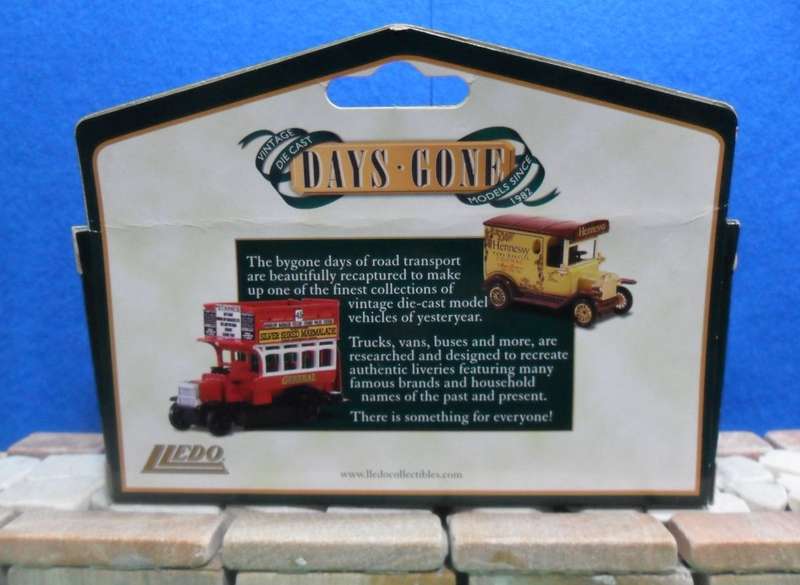 VINTAGE
DIE CAST
DAYS · GONE
MODELS SINCE
1982
Hennessy
Hennessy
The bygone days of road transport
are beautifully recaptured to make
up one of the finest collections of
vintage die-cast model
vehicles of yesteryear.
SILVER SHRED MARMALADE
GENERAL
Trucks, vans, buses and more, are
researched and designed to recreate
authentic liveries featuring many
famous brands and household
names of the past and present.
There is something for everyone!
LLEDO
www.lledocollectibles.com